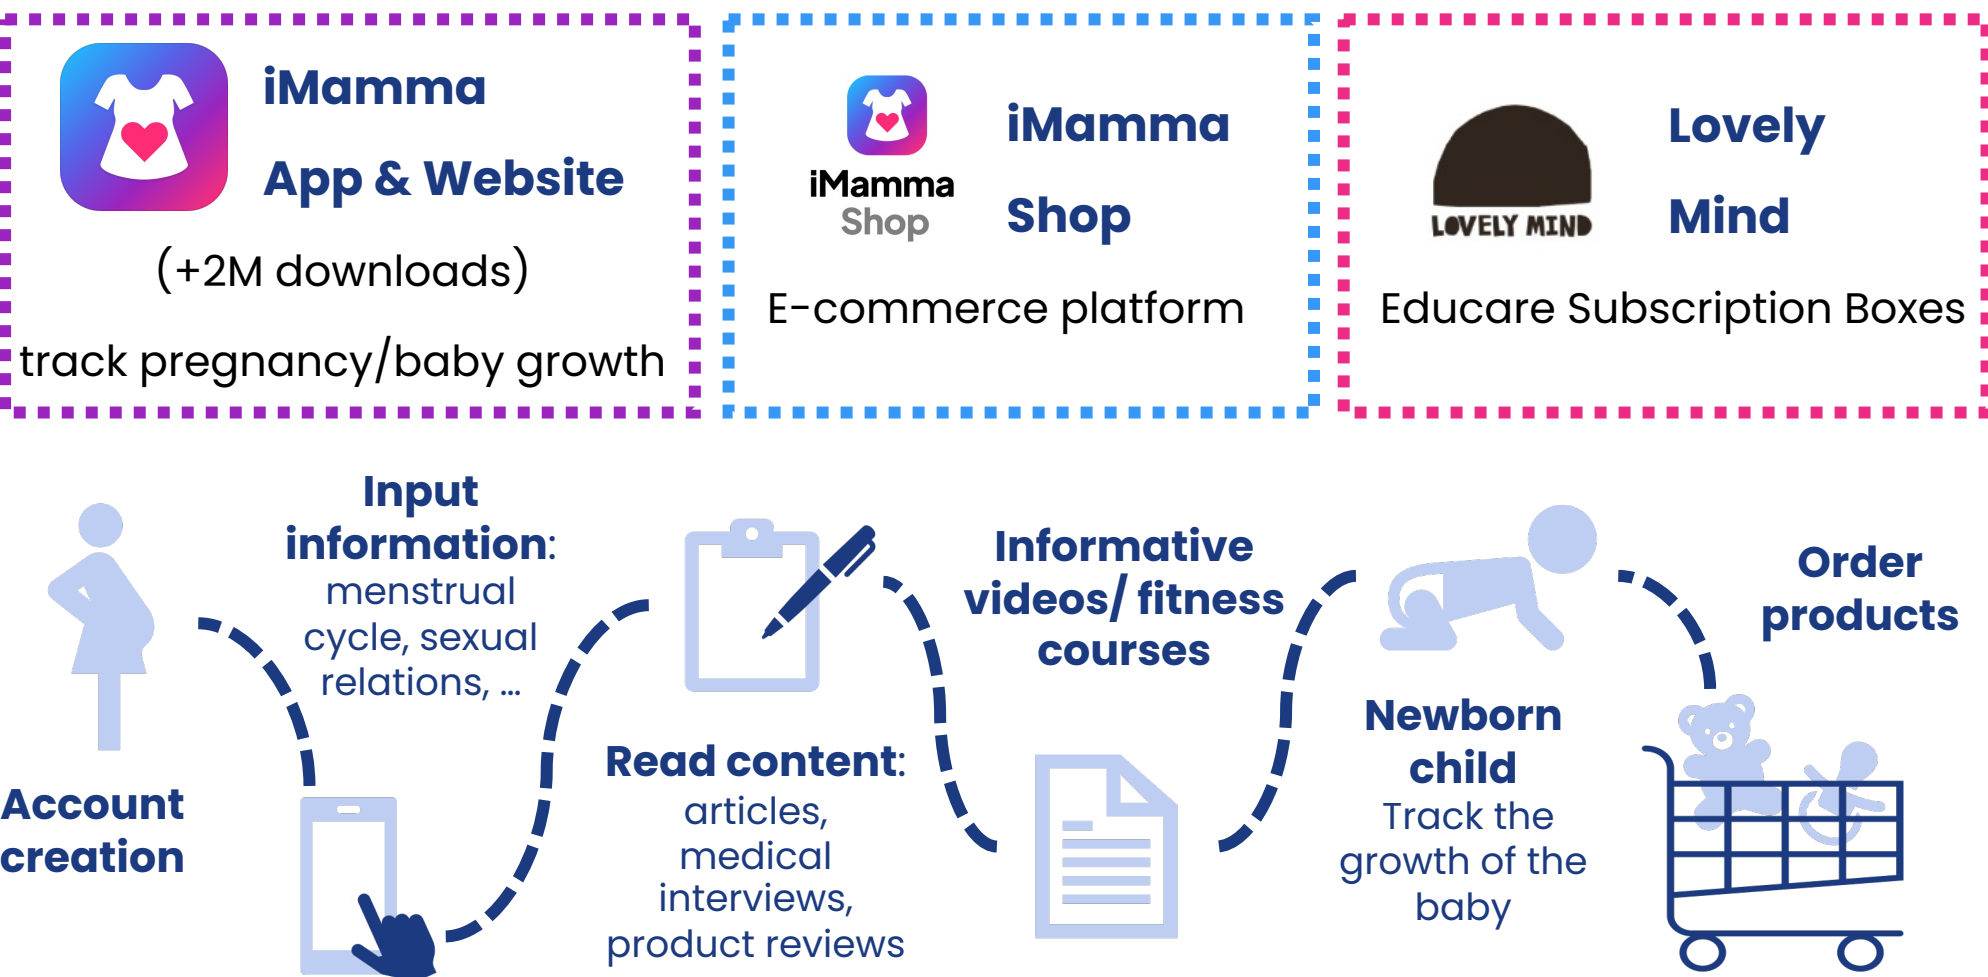 iMamma
App & Website
(+2M downloads)
track pregnancy/baby growth
iMamma
Shop
iMamma
Shop
E-commerce platform
LOVELY MIND
Lovely
Mind
Educare Subscription Boxes
Account
creation
Input
information:
menstrual
cycle, sexual
relations, ...
Read content:
articles,
medical
interviews,
product reviews
Informative
videos/ fitness
courses
Newborn
child
Track the
growth of the
baby
Order
products